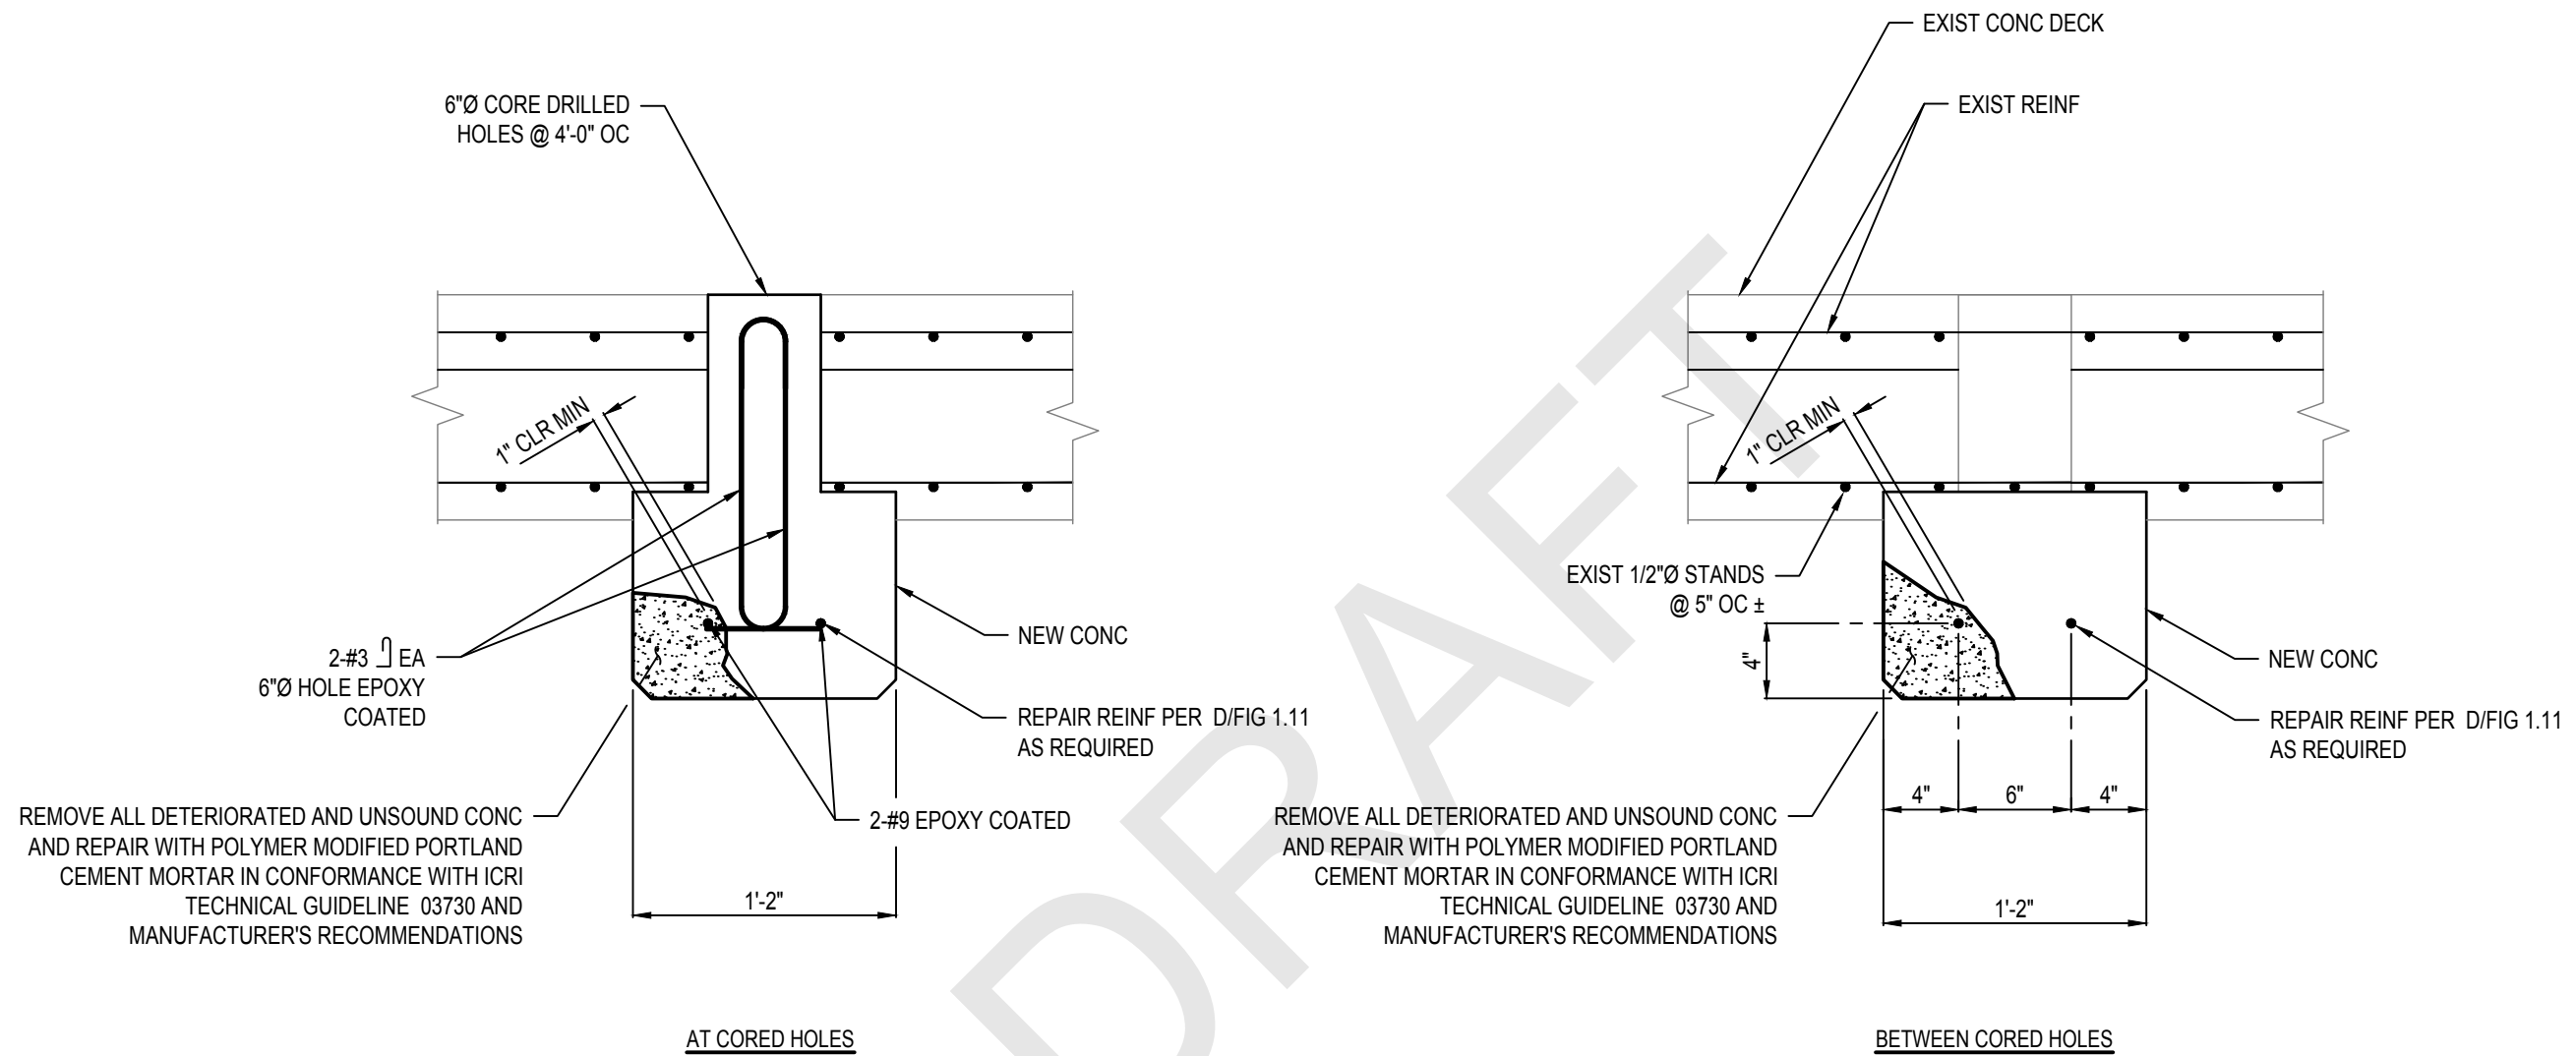 EXIST CONC DECK
6"Ø CORE DRILLED
HOLES @ 4'-0" OC
EXIST REINF
1" CLR MIN
1" CLR MIN
EXIST 1/2"Ø STANDS
@ 5" OC ±
2-#3 EA
6"Ø HOLE EPOXY
COATED
NEW CONC
4"
NEW CONC
REPAIR REINF PER D/FIG 1.11
AS REQUIRED
REPAIR REINF PER D/FIG 1.11
AS REQUIRED
4"
6"
4"
REMOVE ALL DETERIORATED AND UNSOUND CONC
AND REPAIR WITH POLYMER MODIFIED PORTLAND
CEMENT MORTAR IN CONFORMANCE WITH ICRI
TECHNICAL GUIDELINE 03730 AND
MANUFACTURER'S RECOMMENDATIONS
2-#9 EPOXY COATED
1'-2"
REMOVE ALL DETERIORATED AND UNSOUND CONC
AND REPAIR WITH POLYMER MODIFIED PORTLAND
CEMENT MORTAR IN CONFORMANCE WITH ICRI
TECHNICAL GUIDELINE 03730 AND
MANUFACTURER'S RECOMMENDATIONS
1'-2"
AT CORED HOLES
BETWEEN CORED HOLES
DRAFT